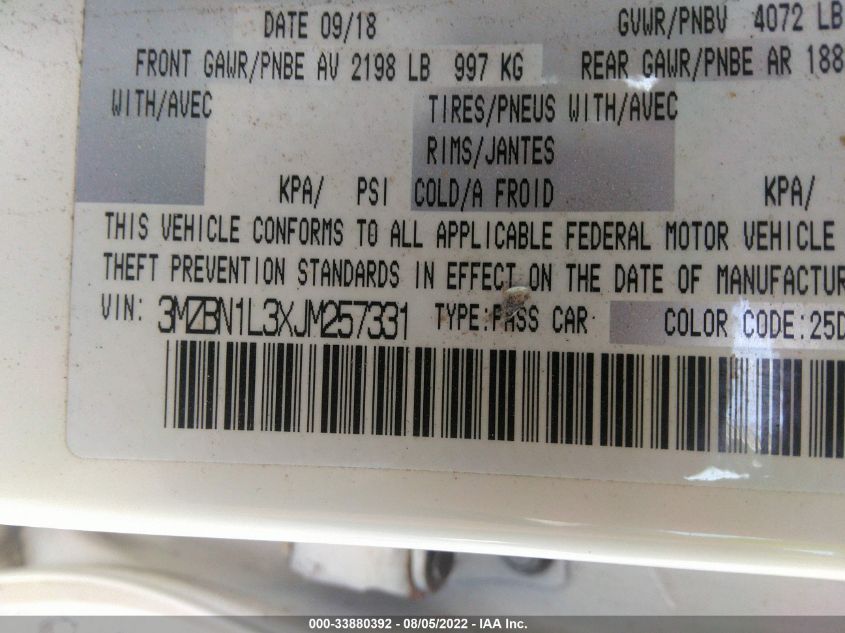 DATE 09/18 GVWR/PNBV 4072 LB
FRONT GAWR/PNBE AV 2198 LB 997 KG REAR GAWR/PNBE AR 188
WITH/AVEC TIRES/PNEUS WITH/AVEC
RIMS/JANTES
KPA/ PSI COLD/A FROID KPA/
THIS VEHICLE CONFORMS TO ALL APPLICABLE FEDERAL MOTOR VEHICLE
THEFT PREVENTION STANDARDS IN EFFECT ON THE DATE OF MANUFACTUR
VIN: 3MZBN1L3XJM257331 TYPE:PASS CAR COLOR CODE:25D
000-33880392 - 08/05/2022 - IAA Inc.